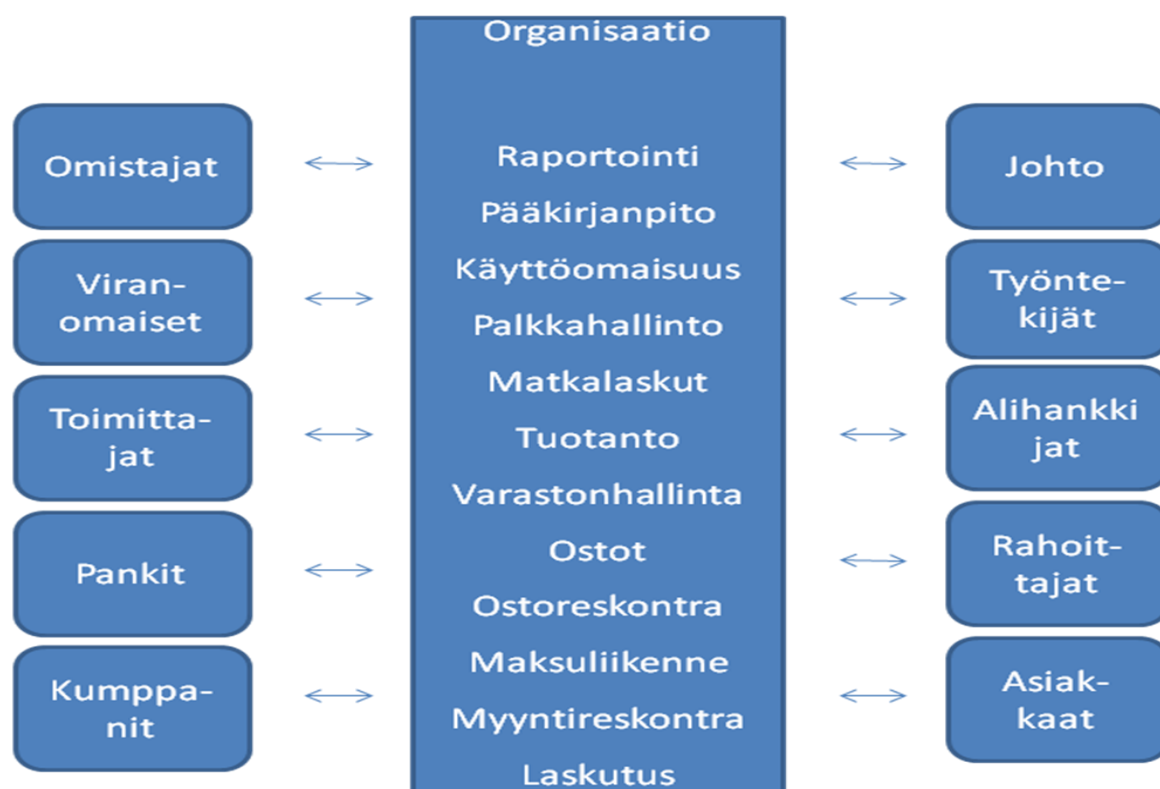 Organisaatio
Omistajat
Viran-
omaiset
Toimitta-
jat
Pankit
Kumppa-
nit
Raportointi
Pääkirjanpito
Käyttöomaisuus
Palkkahallinto
Matkalaskut
Tuotanto
Varastonhallinta
Ostot
Ostoreskontra
Maksuliikenne
Myyntireskontra
Laskutus
Johto
Työnte-
kijät
Alihankki
jat
Rahoit-
tajat
Asiak-
kaat